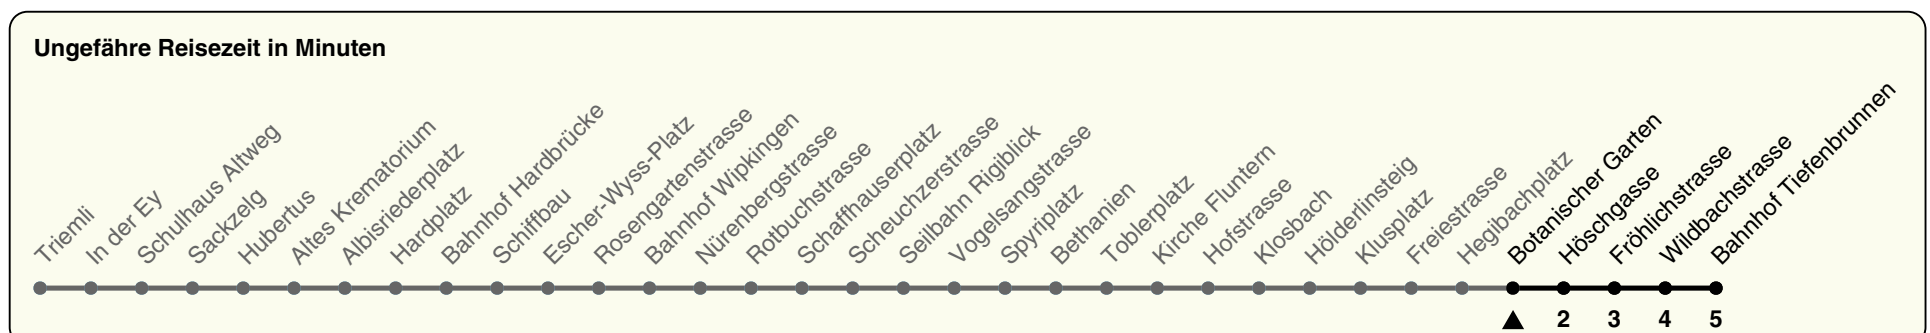 Ungefähre Reisezeit in Minuten
Triemli
In der Ey
Schulhaus Altweg
Sackzelg
Hubertus
Altes Krematorium
Albisriederplatz
Hardplatz
Bahnhof Hardbrücke
Schiffbau
Escher-Wyss-Platz
Rosengartenstrasse
Bahnhof Wipkingen
Nürenbergstrasse
Rotbuchstrasse
Schaffhauserplatz
Scheuchzerstrasse
Seilbahn Rigiblick
Vogelsangstrasse
Spyriplatz
Bethanien
Toblerplatz
Kirche Fluntern
Hofstrasse
Klosbach
Hölderlinsteig
Klusplatz
Freiestrasse
Hegibachplatz
Botanischer Garten
Höschgasse
Fröhlichstrasse
Wildbachstrasse
Bahnhof Tiefenbrunnen
2 3 4 5